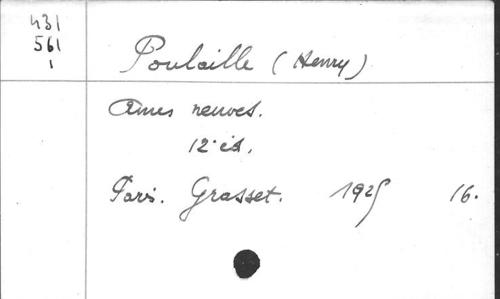 431
561
1
Poulaille (Henry)
Âmes neuves.
12e éd.
Paris. Grasset. 1925 16.